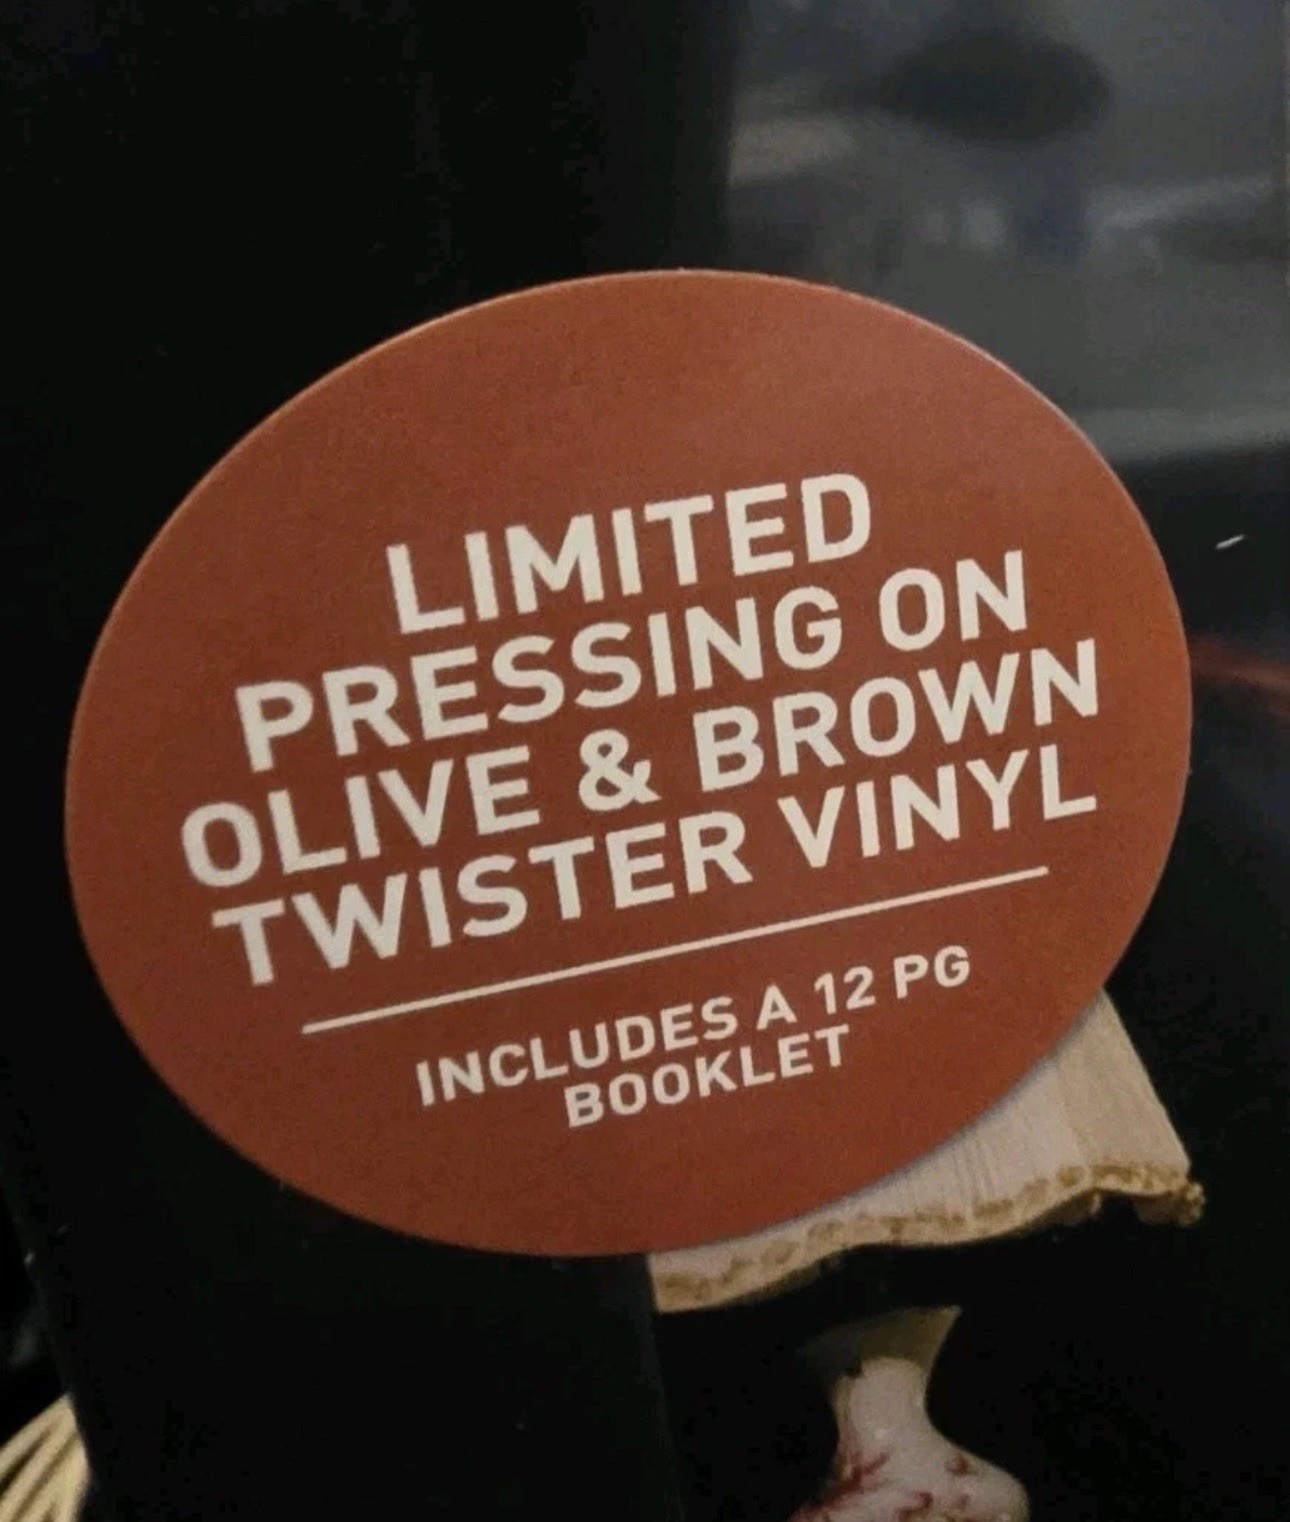 LIMITED
PRESSING ON
OLIVE & BROWN
TWISTER VINYL
INCLUDES A 12 PG
BOOKLET